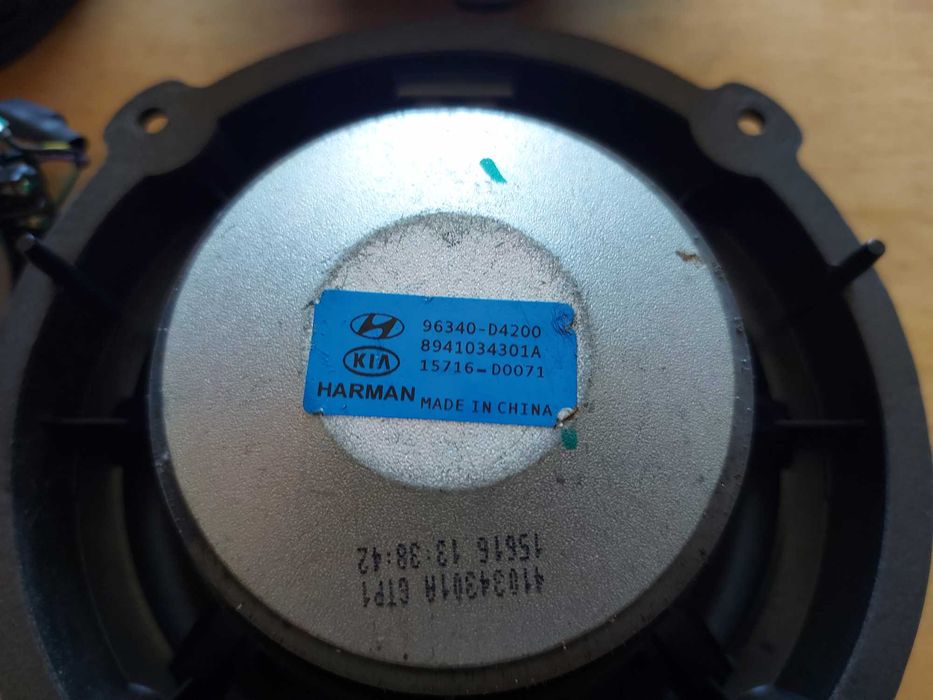 96340-D4200
KIA
8941034301A
15716-D0071
HARMAN
MADE IN CHINA
41034301A GTP1
15616 13:38:42